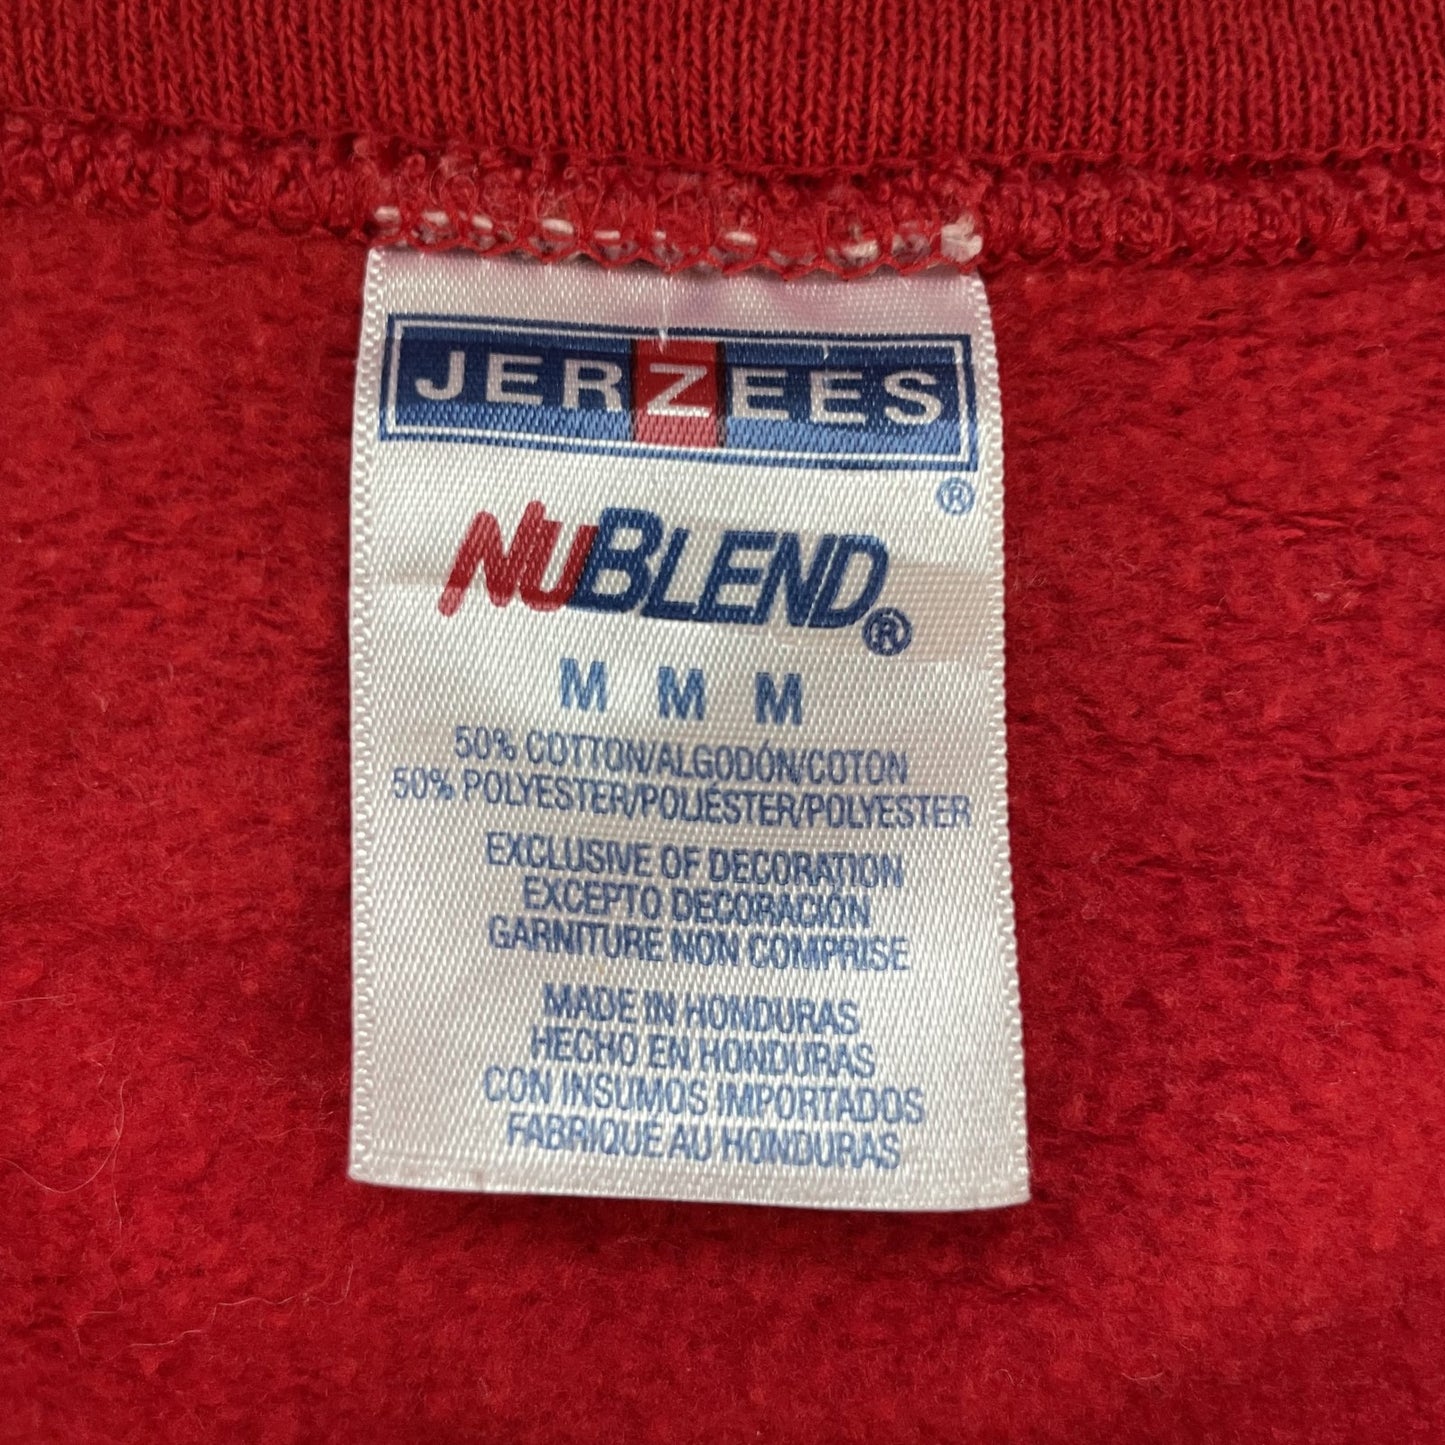 JERZEES
®
NUBLEND®
M M M
50% COTTON/ALGODÓN/COTON
50% POLYESTER/POLIÉSTER/POLYESTER
EXCLUSIVE OF DECORATION
EXCEPTO DECORACIÓN
GARNITURE NON COMPRISE
MADE IN HONDURAS
HECHO EN HONDURAS
CON INSUMOS IMPORTADOS
FABRIQUE AU HONDURAS